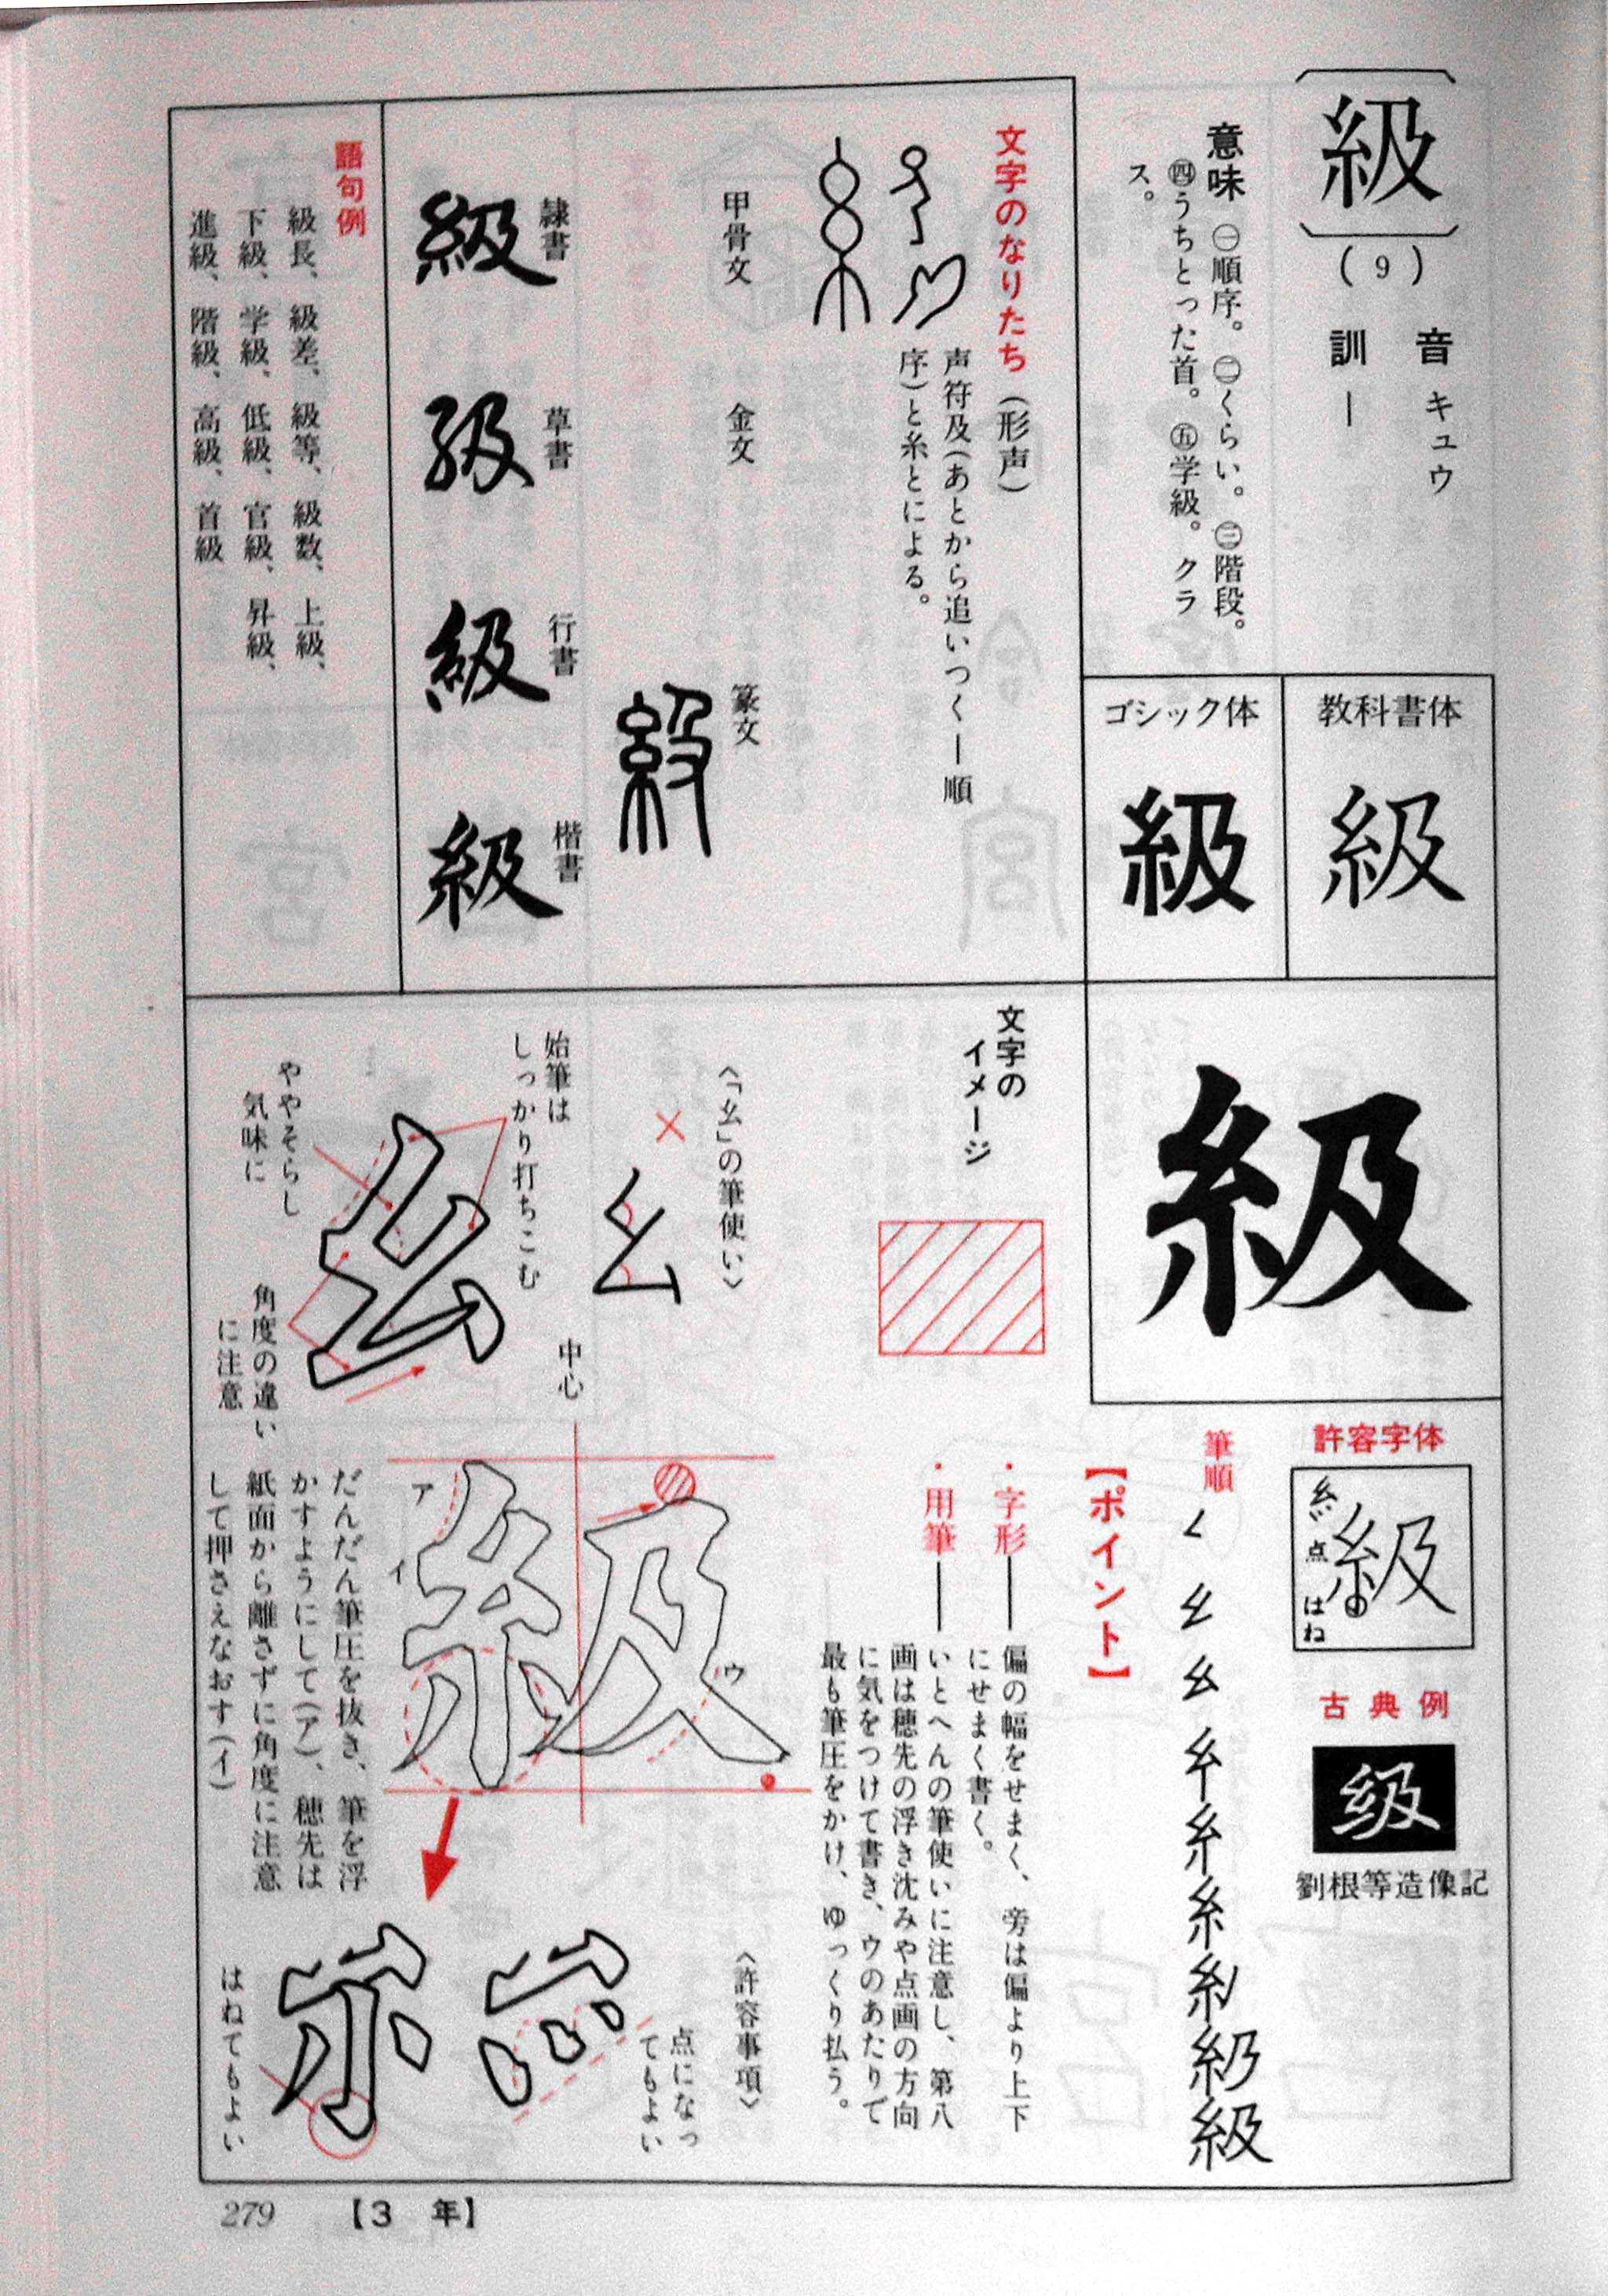 級
(9)
音 キュウ
訓 ―
意味 ㊀順序。㊁くらい。㊂階段。
㊃うちとった首。㊄学級。クラ
ス。
教科書体
級
ゴシック体
級
級
文字のなりたち (形声)
声符及(あとから追いつく―順
序)と糸とによる。
甲骨文
金文
篆文
級
隷書
級
草書
級
行書
級
楷書
級
語句例
級長、級差、級等、級数、上級、
下級、学級、低級、官級、昇級、
進級、階級、高級、首級
許容字体
級
糸 点 はね
古典例
級
劉根等造像記
筆順
級
【ポイント】
・字形―偏の幅をせまく、旁は偏より上下
にせまく書く。
・用筆―いとへんの筆使いに注意し、第八
画は穂先の浮き沈みや点画の方向
に気をつけて書き、ウのあたりで
最も筆圧をかけ、ゆっくり払う。
文字の
イメージ
〈「幺」の筆使い〉
×
幺
始筆は
しっかり打ちこむ
ややそらし
気味に
角度の違い
に注意
中心
ア
イ
ウ
だんだん筆圧を抜き、筆を浮
かすようにして(ア)、穂先は
紙面から離さずに角度に注意
して押さえなおす(イ)
〈許容事項〉
点になっ
てもよい
はねてもよい
279 【3 年】